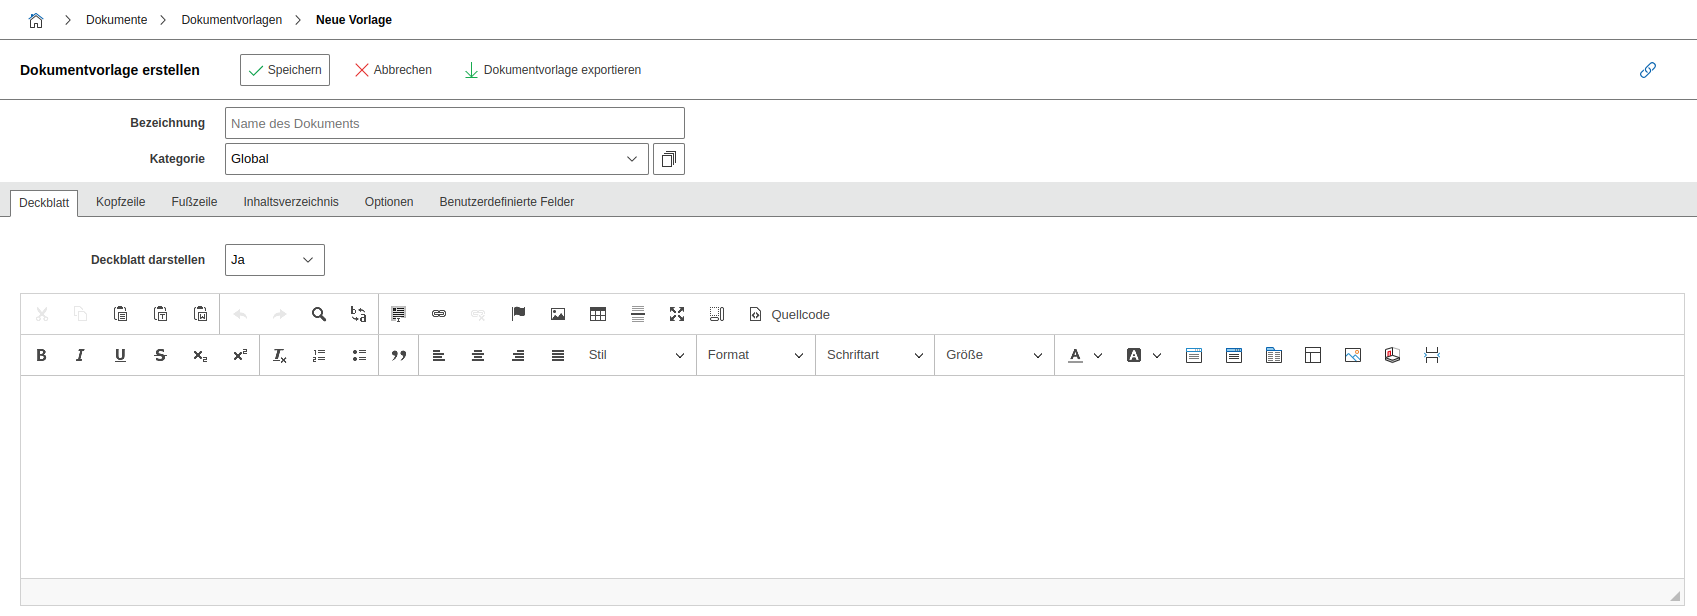 Dokumente Dokumentvorlagen Neue Vorlage
Dokumentvorlage erstellen Speichern Abbrechen Dokumentvorlage exportieren
Bezeichnung Name des Dokuments
Kategorie Global
Deckblatt Kopfzeile Fußzeile Inhaltsverzeichnis Optionen Benutzerdefinierte Felder
Deckblatt darstellen Ja
Quellcode
Stil Format Schriftart Größe